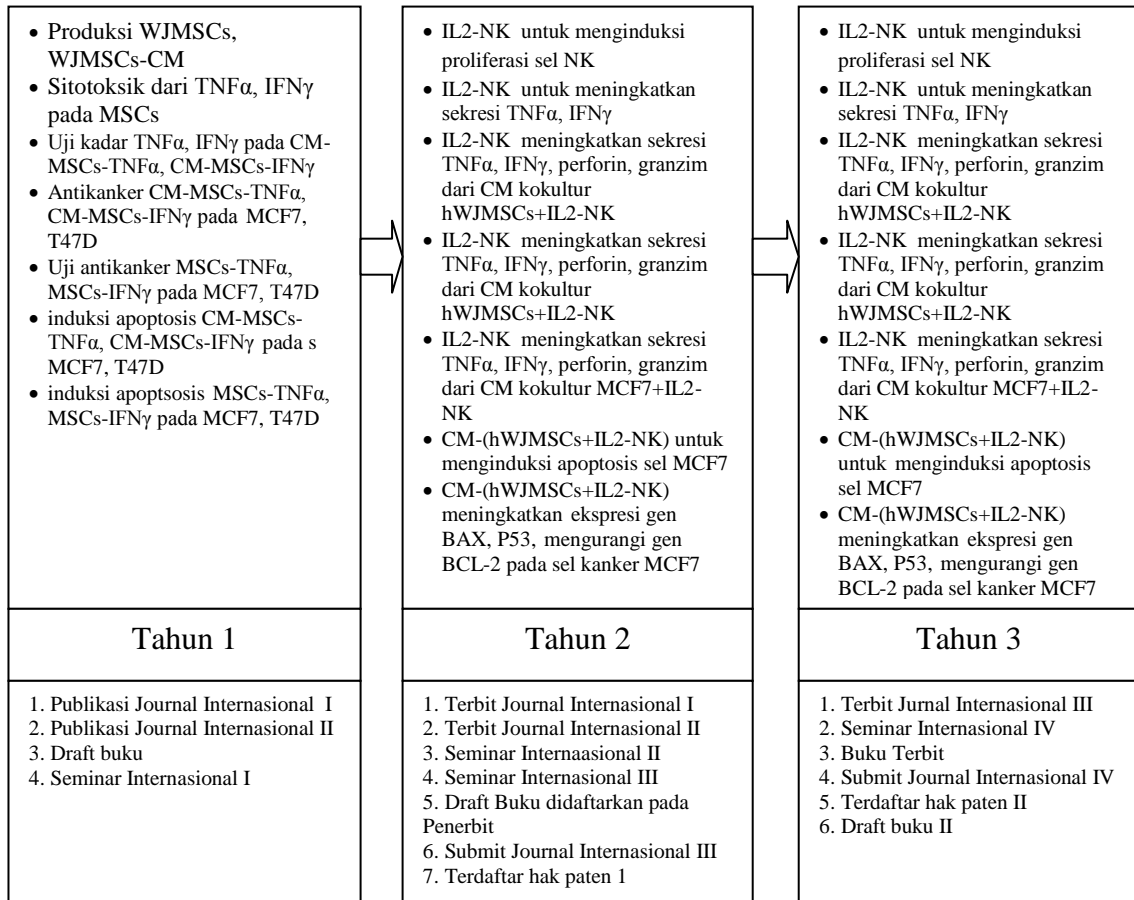 • Produksi WJMSCs,
WJMSCs-CM
• Sitotoksik dari TNFα, IFNγ
pada MSCs
• Uji kadar TNFα, IFNγ pada CM-
MSCs-TNFα, CM-MSCs-IFNγ
• Antikanker CM-MSCs-TNFα,
CM-MSCs-IFNγ pada MCF7,
T47D
• Uji antikanker MSCs-TNFα,
MSCs-IFNγ pada MCF7, T47D
• induksi apoptosis CM-MSCs-
TNFα, CM-MSCs-IFNγ pada s
MCF7, T47D
• induksi apoptsosis MSCs-TNFα,
MSCs-IFNγ pada MCF7, T47D
Tahun 1
1. Publikasi Journal Internasional I
2. Publikasi Journal Internasional II
3. Draft buku
4. Seminar Internasional I
• IL2-NK untuk menginduksi
proliferasi sel NK
• IL2-NK untuk meningkatkan
sekresi TNFα, IFNγ
• IL2-NK meningkatkan sekresi
TNFα, IFNγ, perforin, granzim
dari CM kokultur
hWJMSCs+IL2-NK
• IL2-NK meningkatkan sekresi
TNFα, IFNγ, perforin, granzim
dari CM kokultur
hWJMSCs+IL2-NK
• IL2-NK meningkatkan sekresi
TNFα, IFNγ, perforin, granzim
dari CM kokultur MCF7+IL2-
NK
• CM-(hWJMSCs+IL2-NK) untuk
menginduksi apoptosis sel MCF7
• CM-(hWJMSCs+IL2-NK)
meningkatkan ekspresi gen
BAX, P53, mengurangi gen
BCL-2 pada sel kanker MCF7
Tahun 2
1. Terbit Journal Internasional I
2. Terbit Journal Internasional II
3. Seminar Internaasional II
4. Seminar Internasional III
5. Draft Buku didaftarkan pada
Penerbit
6. Submit Journal Internasional III
7. Terdaftar hak paten 1
• IL2-NK untuk menginduksi
proliferasi sel NK
• IL2-NK untuk meningkatkan
sekresi TNFα, IFNγ
• IL2-NK meningkatkan sekresi
TNFα, IFNγ, perforin, granzim
dari CM kokultur
hWJMSCs+IL2-NK
• IL2-NK meningkatkan sekresi
TNFα, IFNγ, perforin, granzim
dari CM kokultur
hWJMSCs+IL2-NK
• IL2-NK meningkatkan sekresi
TNFα, IFNγ, perforin, granzim
dari CM kokultur MCF7+IL2-
NK
• CM-(hWJMSCs+IL2-NK)
untuk menginduksi apoptosis
sel MCF7
• CM-(hWJMSCs+IL2-NK)
meningkatkan ekspresi gen
BAX, P53, mengurangi gen
BCL-2 pada sel kanker MCF7
Tahun 3
1. Terbit Jurnal Internasional III
2. Seminar Internasional IV
3. Buku Terbit
4. Submit Journal Internasional IV
5. Terdaftar hak paten II
6. Draft buku II